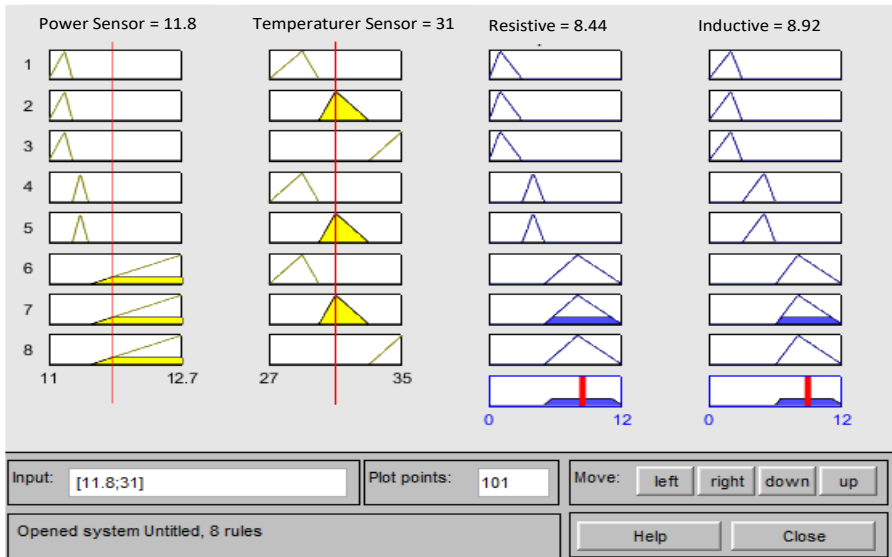 Power Sensor = 11.8 Temperaturer Sensor = 31 Resistive = 8.44 Inductive = 8.92
1
2
3
4
5
6
7
8
11 12.7 27 35
0 12 0 12
Input: [11.8;31] Plot points: 101 Move: left right down up
Opened system Untitled, 8 rules Help Close